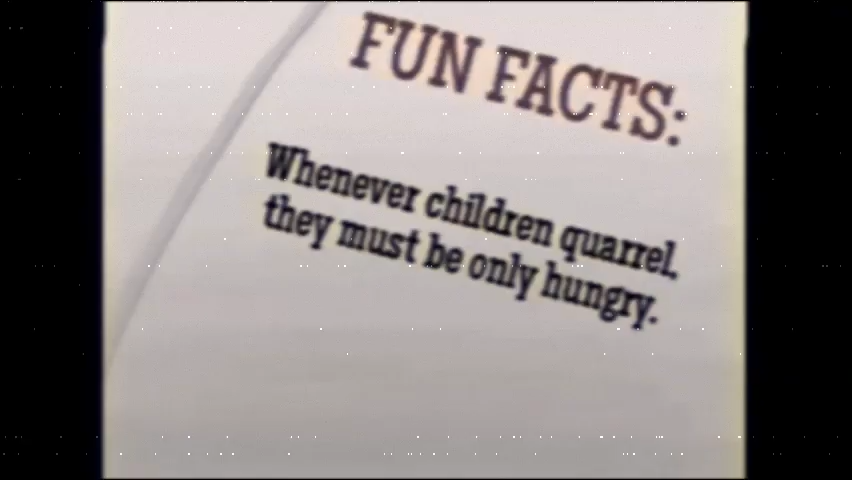 FUN FACTS:
Whenever children quarrel,
they must be only hungry.